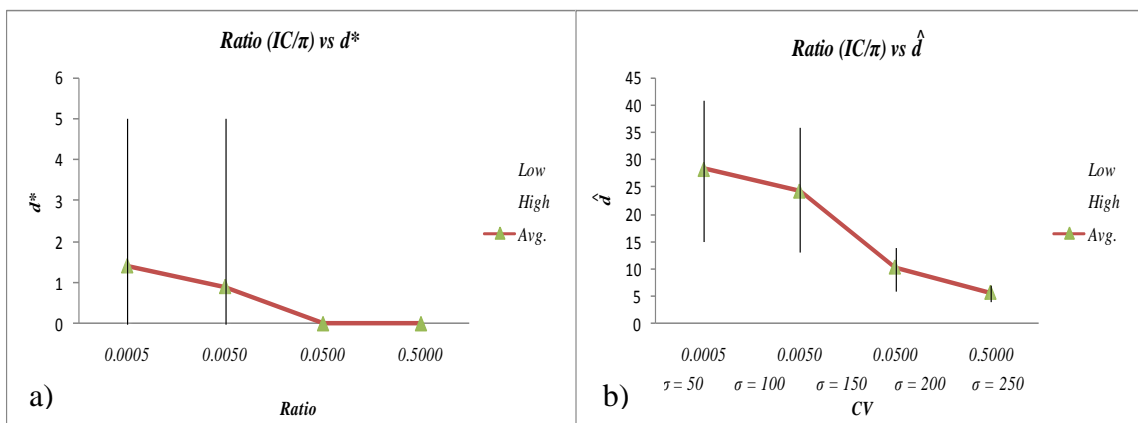 Ratio (IC/π) vs d*
6
5
4
3
2
1
0
d*
0.0005 0.0050 0.0500 0.5000
Ratio
Low
High
Avg.
a)
Ratio (IC/π) vs d̂
45
40
35
30
25
20
15
10
5
0
d̂
0.0005 0.0050 0.0500 0.5000
σ = 50 σ = 100 σ = 150 σ = 200 σ = 250
CV
Low
High
Avg.
b)